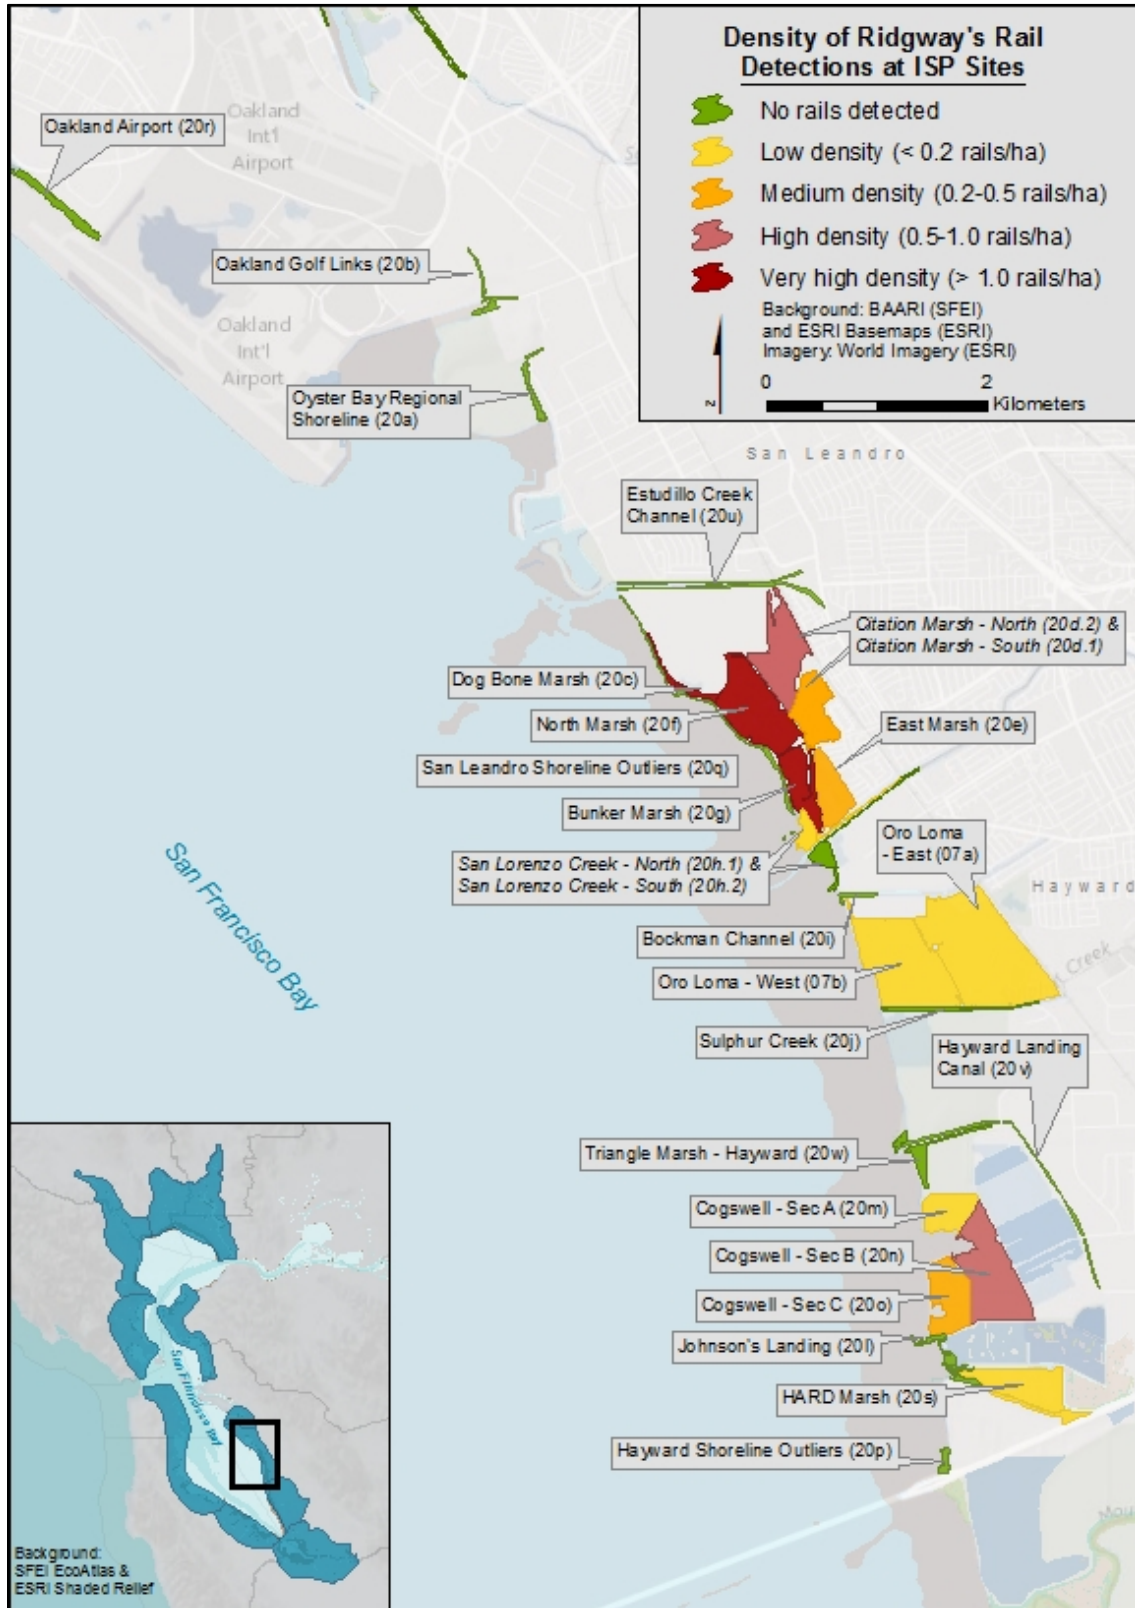 Density of Ridgway's Rail
Detections at ISP Sites
No rails detected
Low density (< 0.2 rails/ha)
Medium density (0.2-0.5 rails/ha)
High density (0.5-1.0 rails/ha)
Very high density (> 1.0 rails/ha)
Background: BAARI (SFEI)
and ESRI Basemaps (ESRI)
Imagery: World Imagery (ESRI)
N
0 2
Kilometers
Oakland
Int'l
Airport
Oakland Airport (20r)
Oakland Golf Links (20b)
Oakland
Int'l
Airport
Oyster Bay Regional
Shoreline (20a)
San Leandro
Estudillo Creek
Channel (20u)
Citation Marsh - North (20d.2) &
Citation Marsh - South (20d.1)
Dog Bone Marsh (20c)
North Marsh (20f)
East Marsh (20e)
San Leandro Shoreline Outliers (20q)
Bunker Marsh (20g)
Oro Loma
- East (07a)
San Lorenzo Creek - North (20h.1) &
San Lorenzo Creek - South (20h.2)
Hayward
San Francisco Bay
Bockman Channel (20i)
Creek
Oro Loma - West (07b)
Sulphur Creek (20j)
Hayward Landing
Canal (20v)
Triangle Marsh - Hayward (20w)
Cogswell - Sec A (20m)
Cogswell - Sec B (20n)
Cogswell - Sec C (20o)
Johnson's Landing (20l)
HARD Marsh (20s)
Hayward Shoreline Outliers (20p)
San Francisco Bay
Background:
SFEI EcoAtlas &
ESRI Shaded Relief